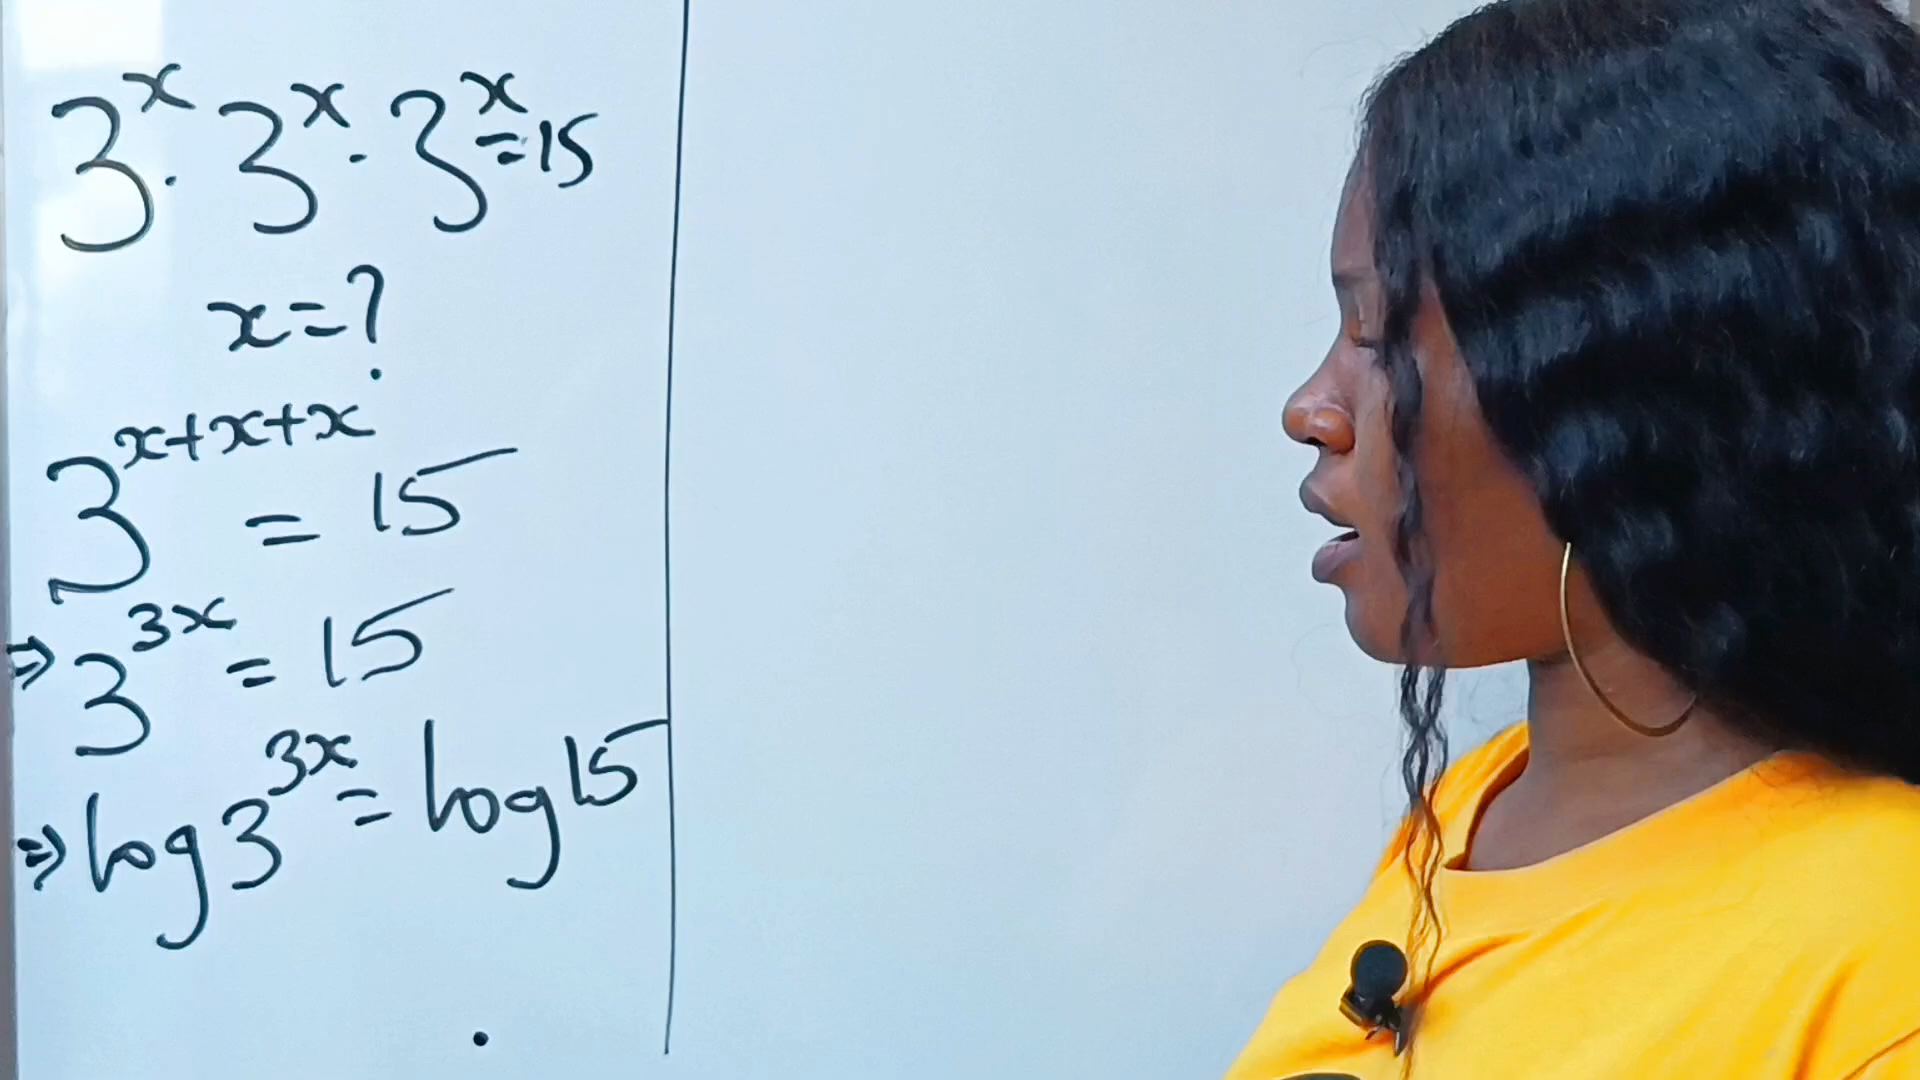 3^x · 3^x · 3^x = 15
x = ?
3^{x+x+x} = 15
⇒ 3^{3x} = 15
⇒ log 3^{3x} = log 15